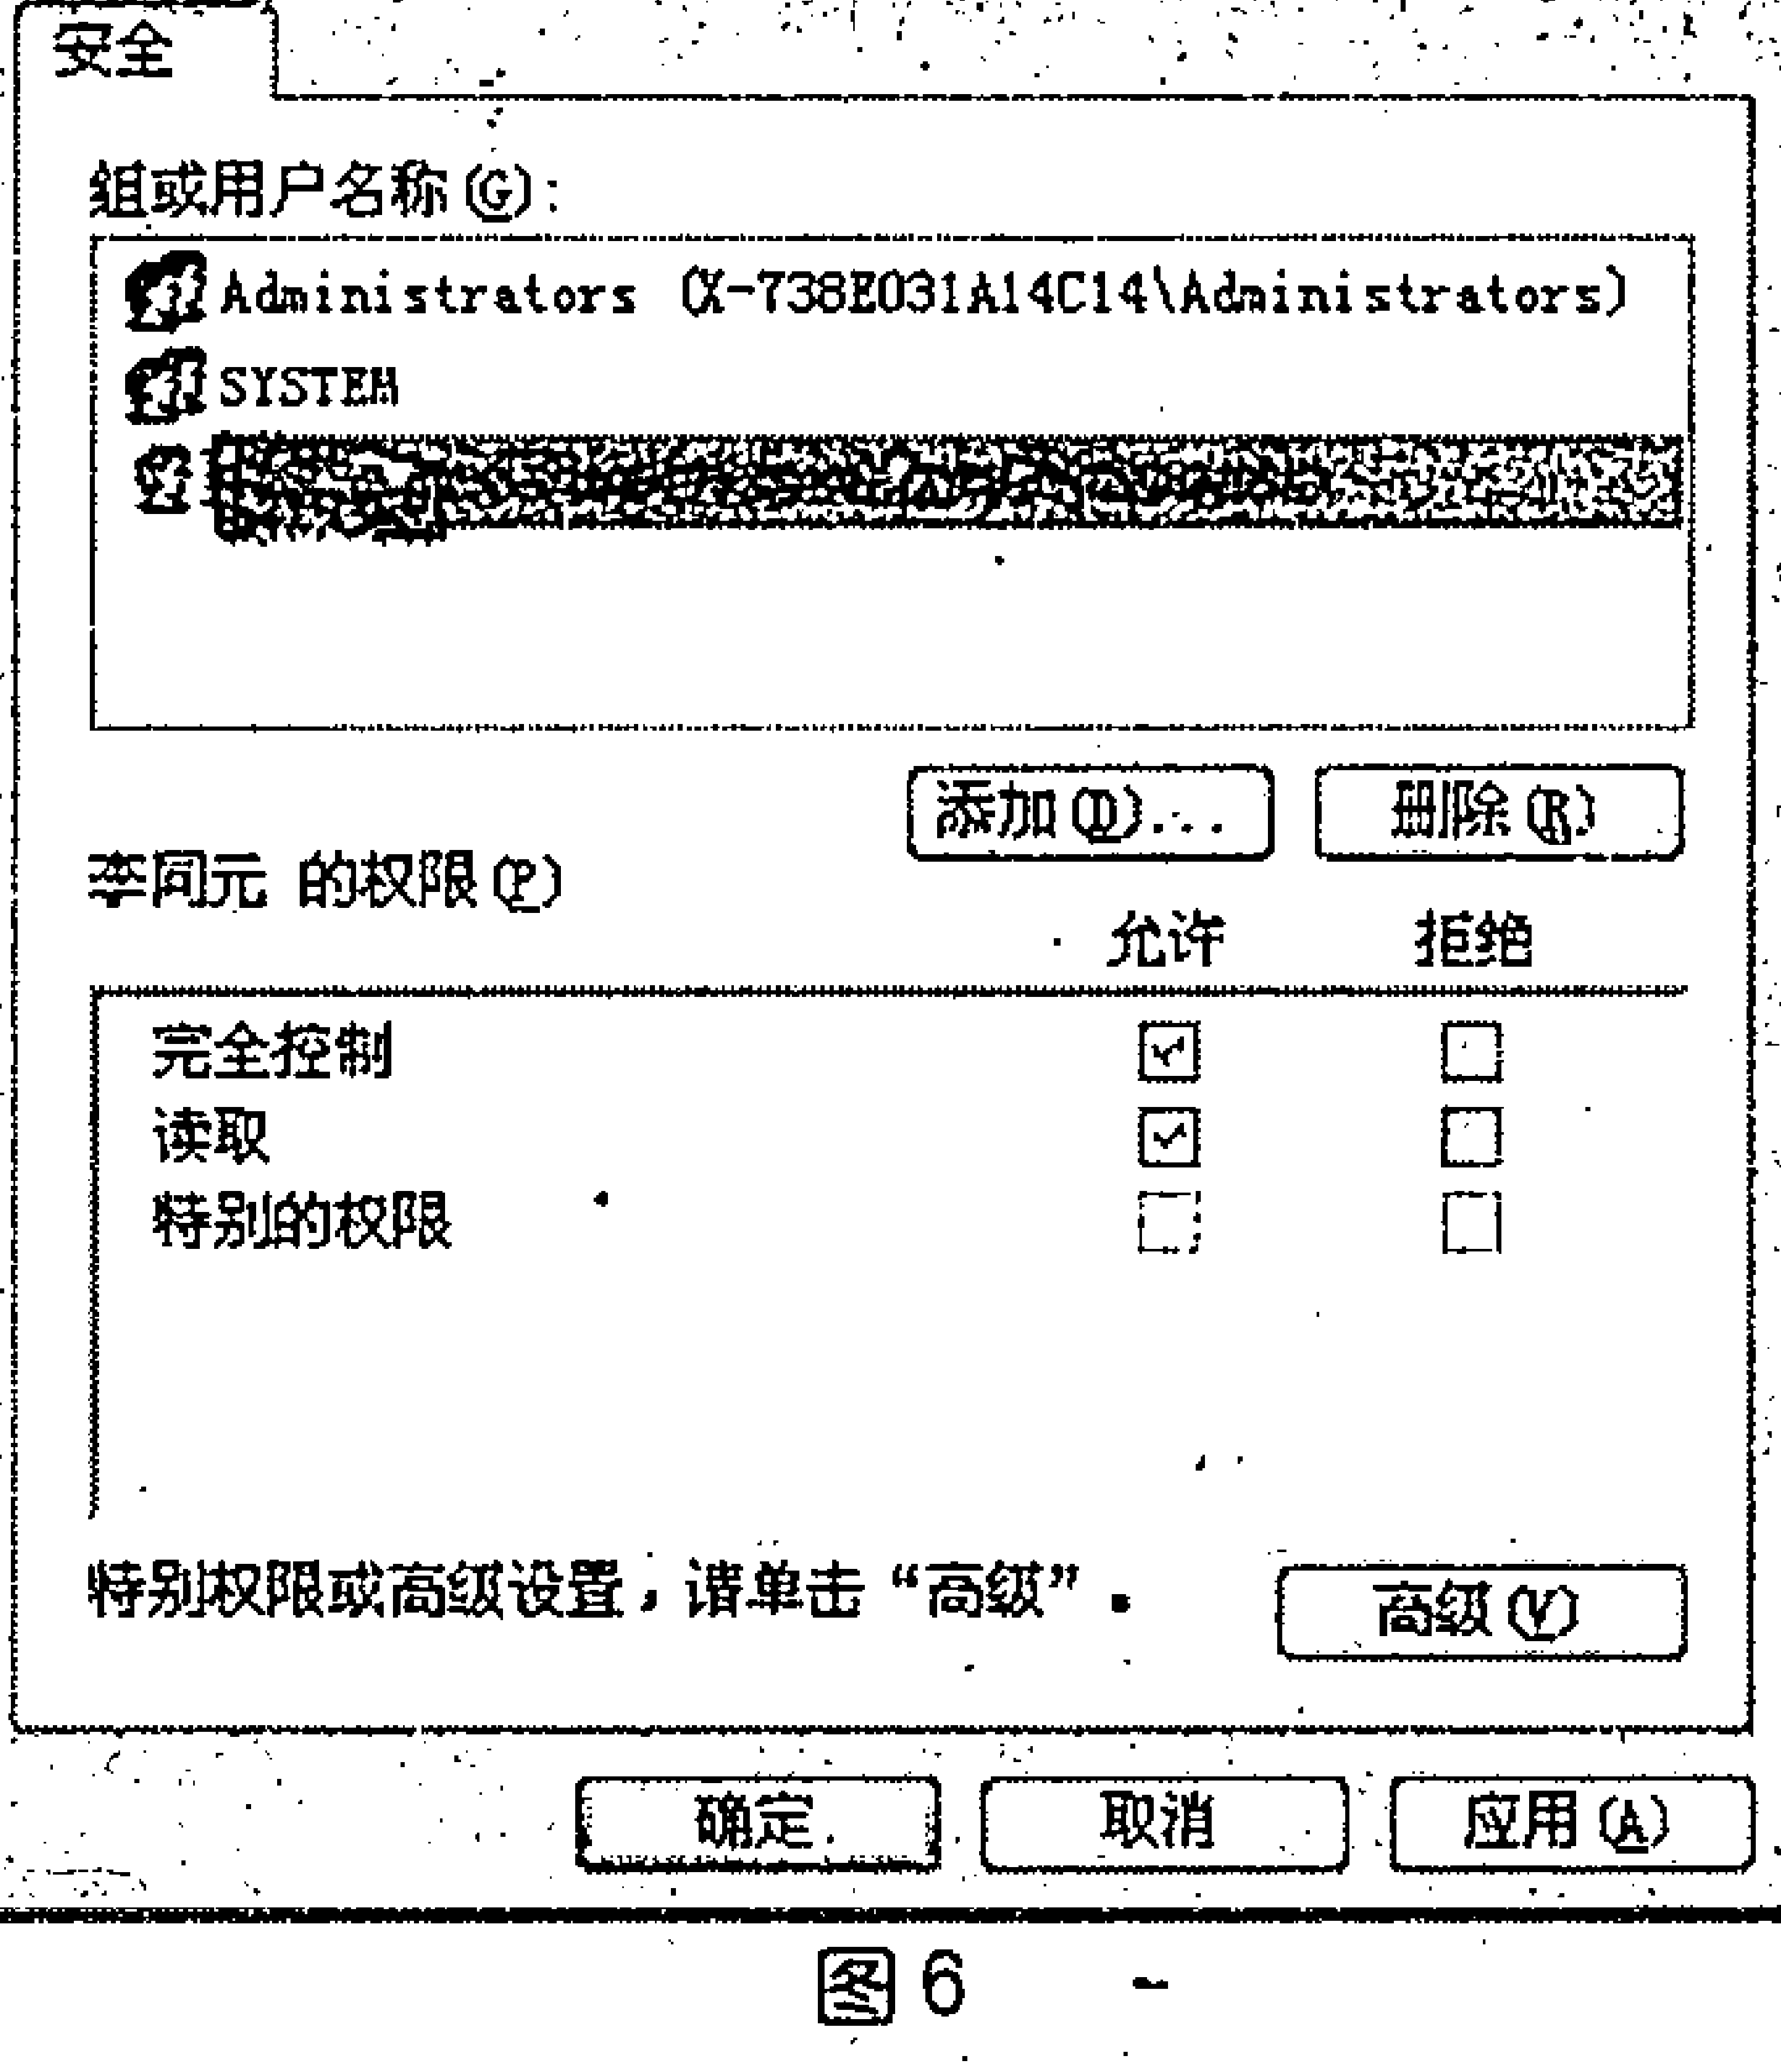 安全
组或用户名称(G):
Administrators (X-738E031A14C14\Administrators)
SYSTEM
添加(D)... 删除(R)
李同元 的权限(P)
允许 拒绝
完全控制
读取
特别的权限
特别权限或高级设置，请单击“高级”。 高级(V)
确定 取消 应用(A)
图6